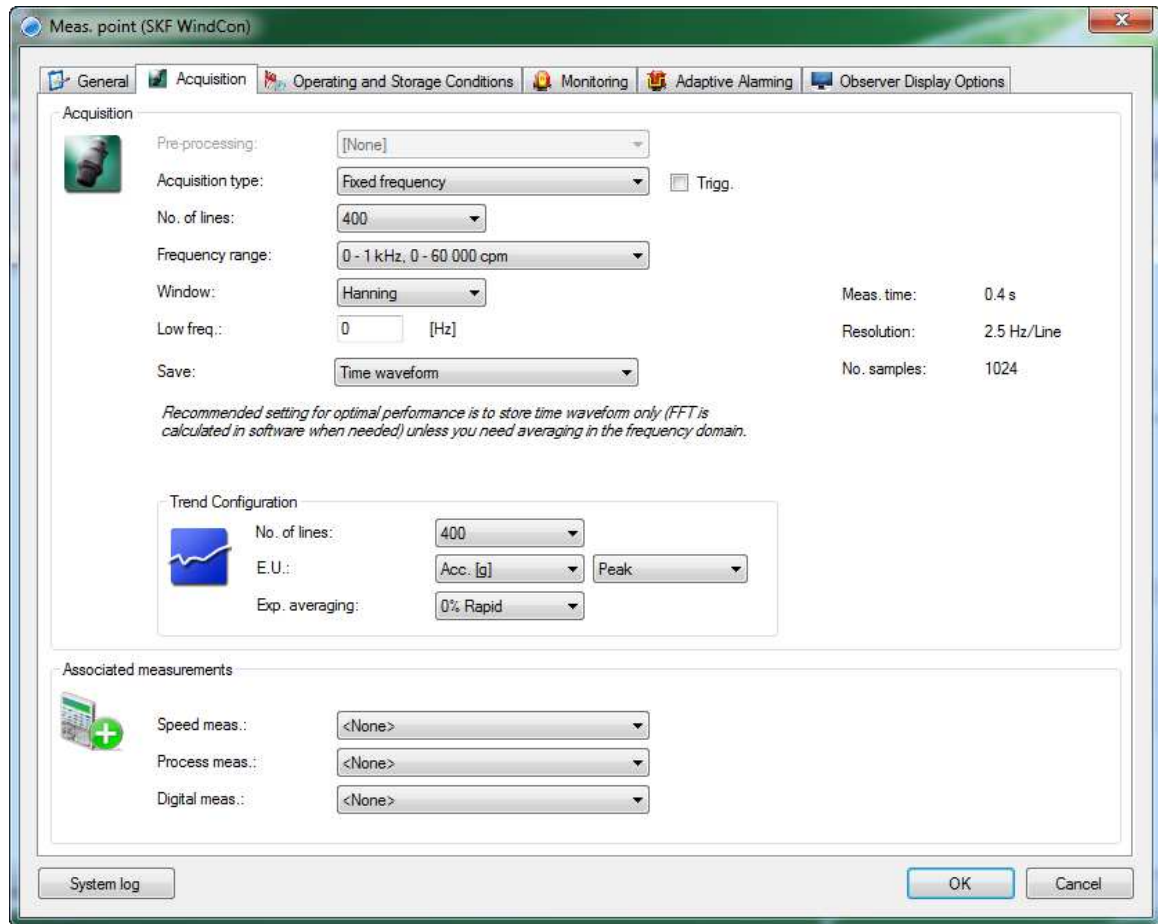 Meas. point (SKF WindCon)
General Acquisition Operating and Storage Conditions Monitoring Adaptive Alarming Observer Display Options
Acquisition
Pre-processing: [None]
Acquisition type: Fixed frequency Trigg.
No. of lines: 400
Frequency range: 0 - 1 kHz, 0 - 60 000 cpm
Window: Hanning Meas. time: 0.4 s
Low freq.: 0 [Hz] Resolution: 2.5 Hz/Line
Save: Time waveform No. samples: 1024
Recommended setting for optimal performance is to store time waveform only (FFT is
calculated in software when needed) unless you need averaging in the frequency domain.
Trend Configuration
No. of lines: 400
E.U.: Acc. [g] Peak
Exp. averaging: 0% Rapid
Associated measurements
Speed meas.: <None>
Process meas.: <None>
Digital meas.: <None>
System log OK Cancel